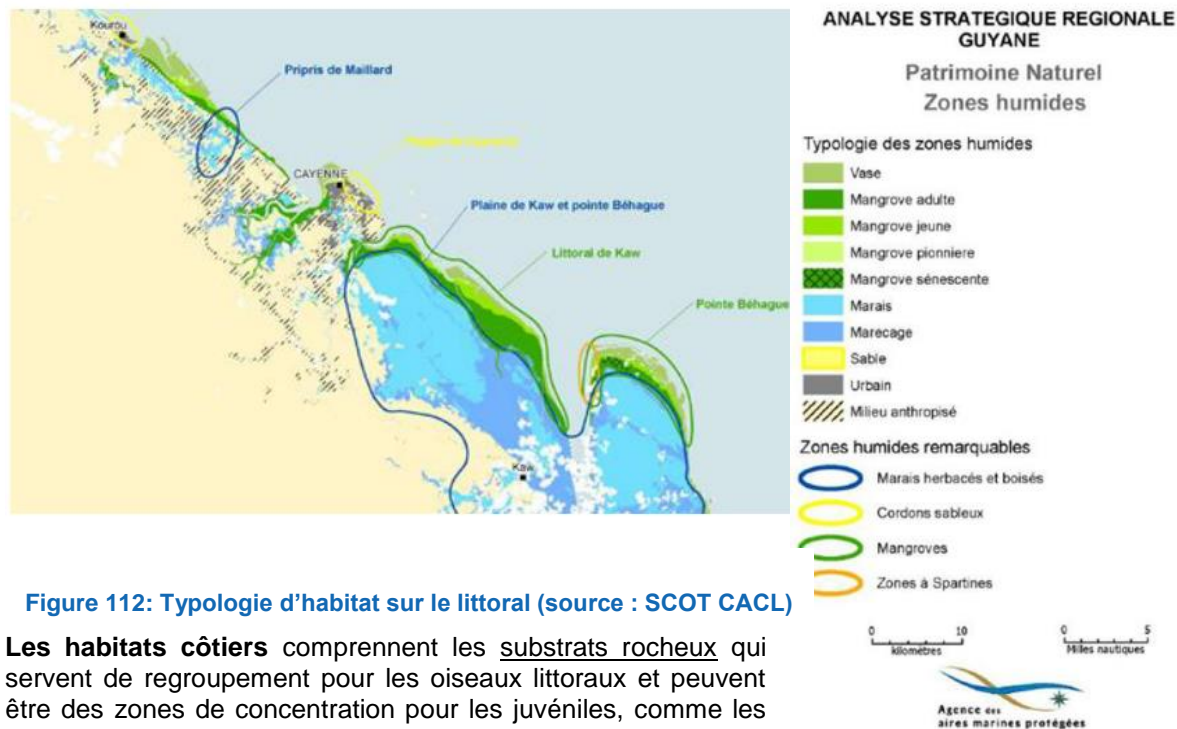 Kourou
Pripris de Maillard
CAYENNE
Plaine de Kaw et pointe Béhague
Littoral de Kaw
Pointe Béhague
Kaw
ANALYSE STRATEGIQUE REGIONALE
GUYANE
Patrimoine Naturel
Zones humides
Typologie des zones humides
Vase
Mangrove adulte
Mangrove jeune
Mangrove pionniere
Mangrove sénescente
Marais
Marecage
Sable
Urbain
Milieu anthropisé
Zones humides remarquables
Marais herbacés et boisés
Cordons sableux
Mangroves
Zones à Spartines
0 10
kilomètres
0 5
Milles nautiques
Agence des
aires marines protégées
Figure 112: Typologie d’habitat sur le littoral (source : SCOT CACL)
Les habitats côtiers comprennent les substrats rocheux qui
servent de regroupement pour les oiseaux littoraux et peuvent
être des zones de concentration pour les juvéniles, comme les